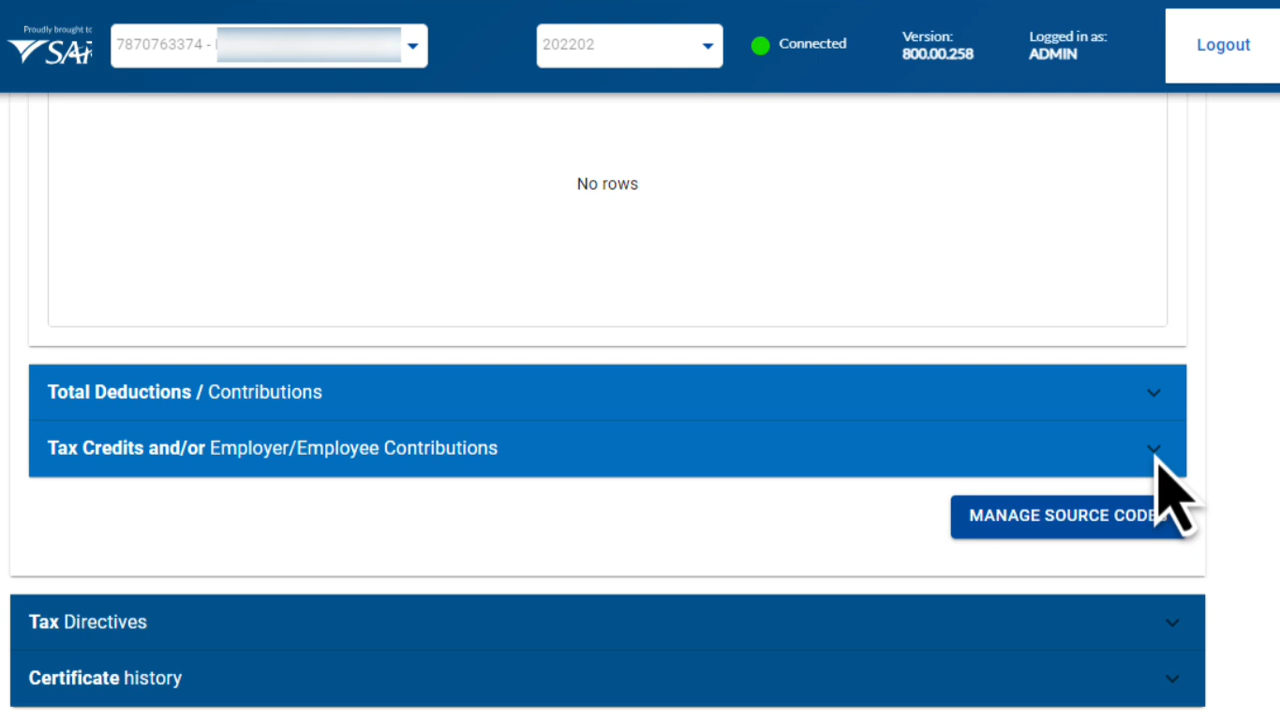 Proudly brought to
SAR
7870763374 -
202202
Connected
Version:
800.00.258
Logged in as:
ADMIN
Logout
No rows
Total Deductions / Contributions
Tax Credits and/or Employer/Employee Contributions
MANAGE SOURCE CODE
Tax Directives
Certificate history